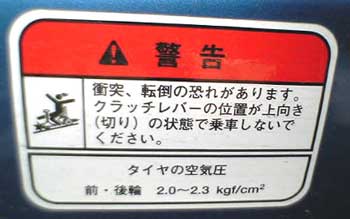 警告
衝突、転倒の恐れがあります。
クラッチレバーの位置が上向き
(切り)の状態で乗車しないで
ください。
タイヤの空気圧
前・後輪 2.0〜2.3 kgf/cm²